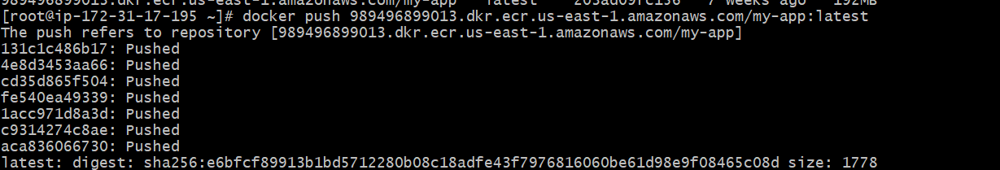 989496899013.dkr.ecr.us-east-1.amazonaws.com/my-app latest 203ad09fc136 7 weeks ago 192MB
[root@ip-172-31-17-195 ~]# docker push 989496899013.dkr.ecr.us-east-1.amazonaws.com/my-app:latest
The push refers to repository [989496899013.dkr.ecr.us-east-1.amazonaws.com/my-app]
131c1c486b17: Pushed
4e8d3453aa66: Pushed
cd35d865f504: Pushed
fe540ea49339: Pushed
1acc971d8a3d: Pushed
c9314274c8ae: Pushed
aca836066730: Pushed
latest: digest: sha256:e6bfcf89913b1bd5712280b08c18adfe43f7976816060be61d98e9f08465c08d size: 1778